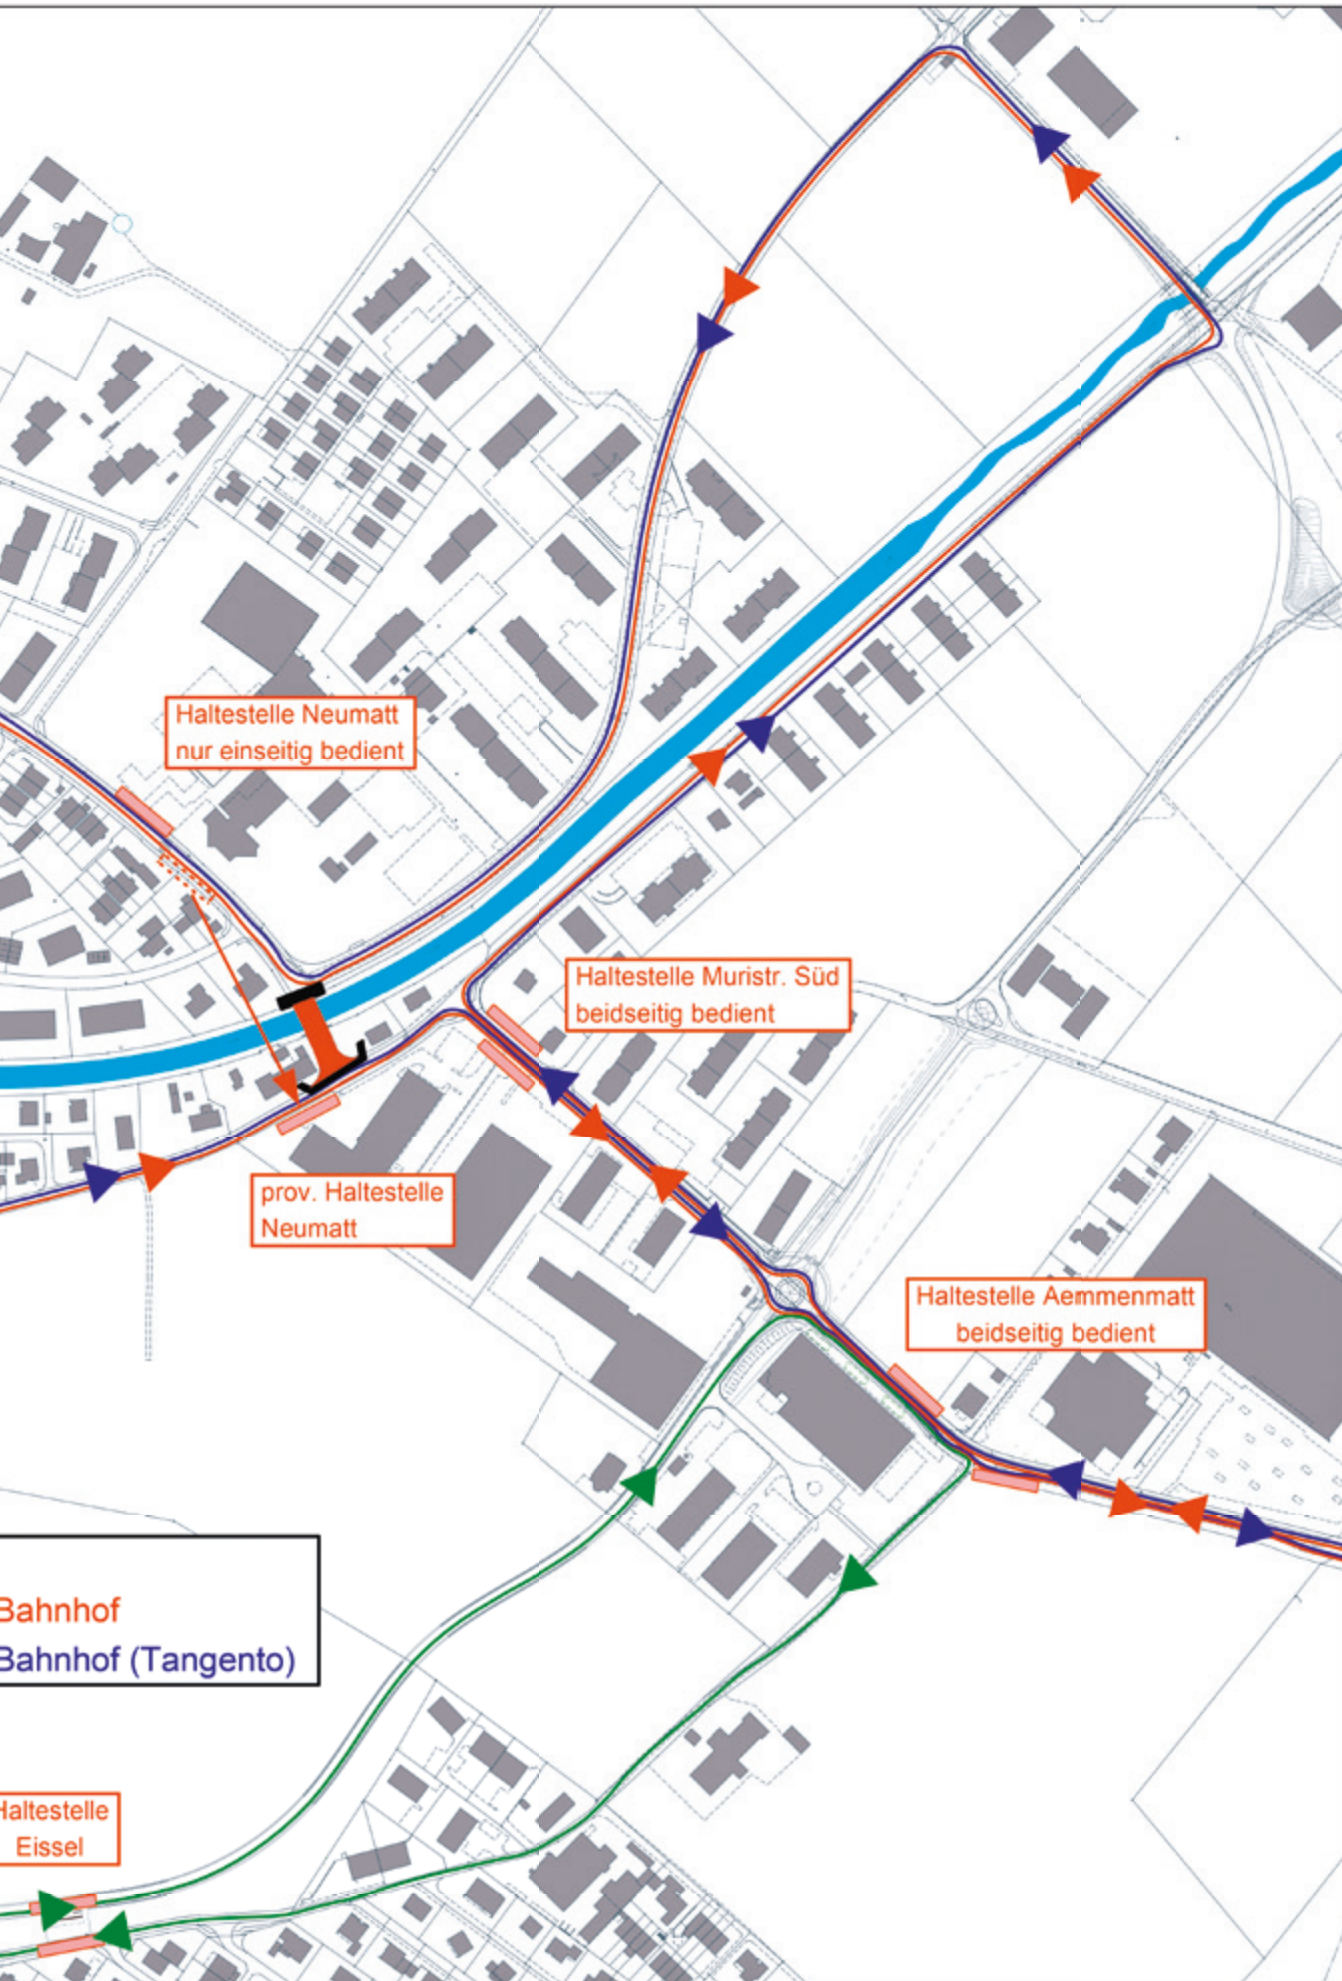 Haltestelle Neumatt
nur einseitig bedient
Haltestelle Muristr. Süd
beidseitig bedient
prov. Haltestelle
Neumatt
Haltestelle Aemmenmatt
beidseitig bedient
Bahnhof
Bahnhof (Tangento)
Haltestelle
Eissel